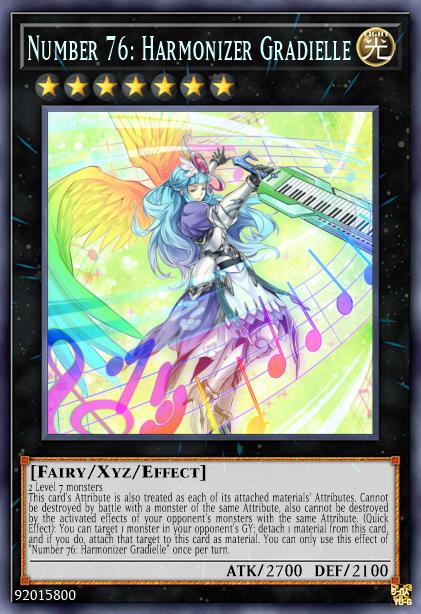 Number 76: Harmonizer Gradielle
LIGHT
光
[Fairy/Xyz/Effect]
2 Level 7 monsters
This card's Attribute is also treated as each of its attached materials' Attributes. Cannot
be destroyed by battle with a monster of the same Attribute, also cannot be destroyed
by the activated effects of your opponent's monsters with the same Attribute. (Quick
Effect): You can target 1 monster in your opponent's GY; detach 1 material from this card,
and if you do, attach that target to this card as material. You can only use this effect of
"Number 76: Harmonizer Gradielle" once per turn.
ATK/2700 DEF/2100
92015800